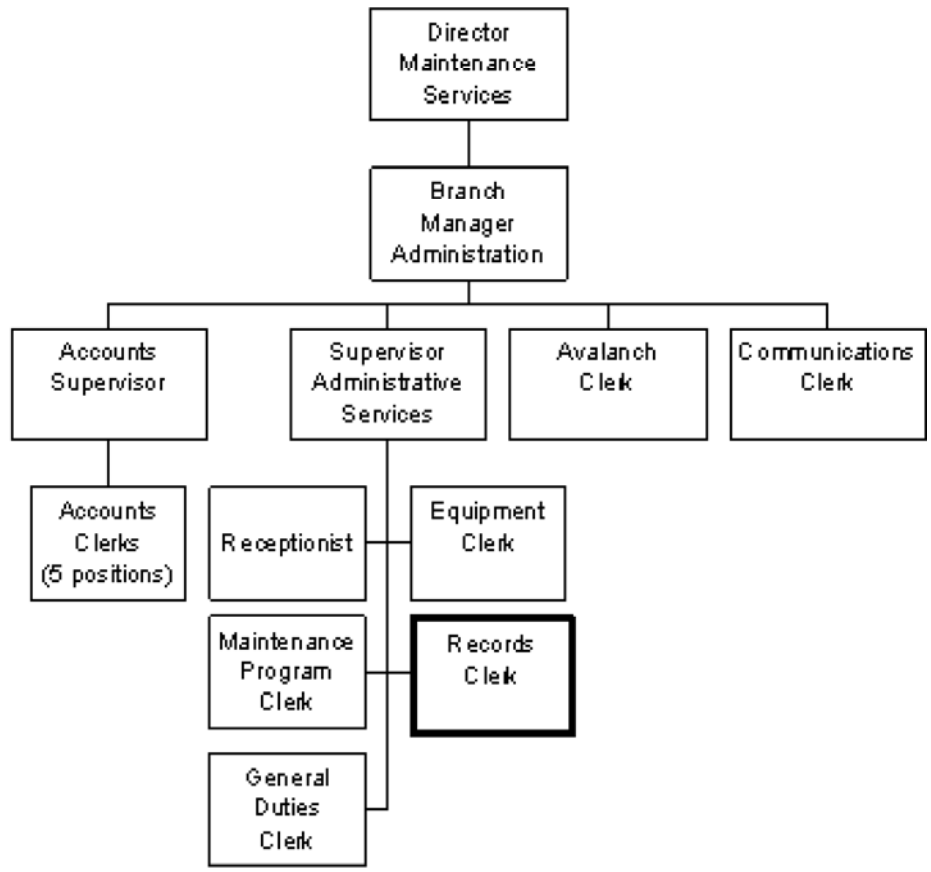 Director
Maintenance
Services
Branch
Manager
Administration
Accounts
Supervisor
Supervisor
Administrative
Services
Avalanch
Clerk
Communications
Clerk
Accounts
Clerks
(5 positions)
Receptionist
Equipment
Clerk
Maintenance
Program
Clerk
Records
Clerk
General
Duties
Clerk